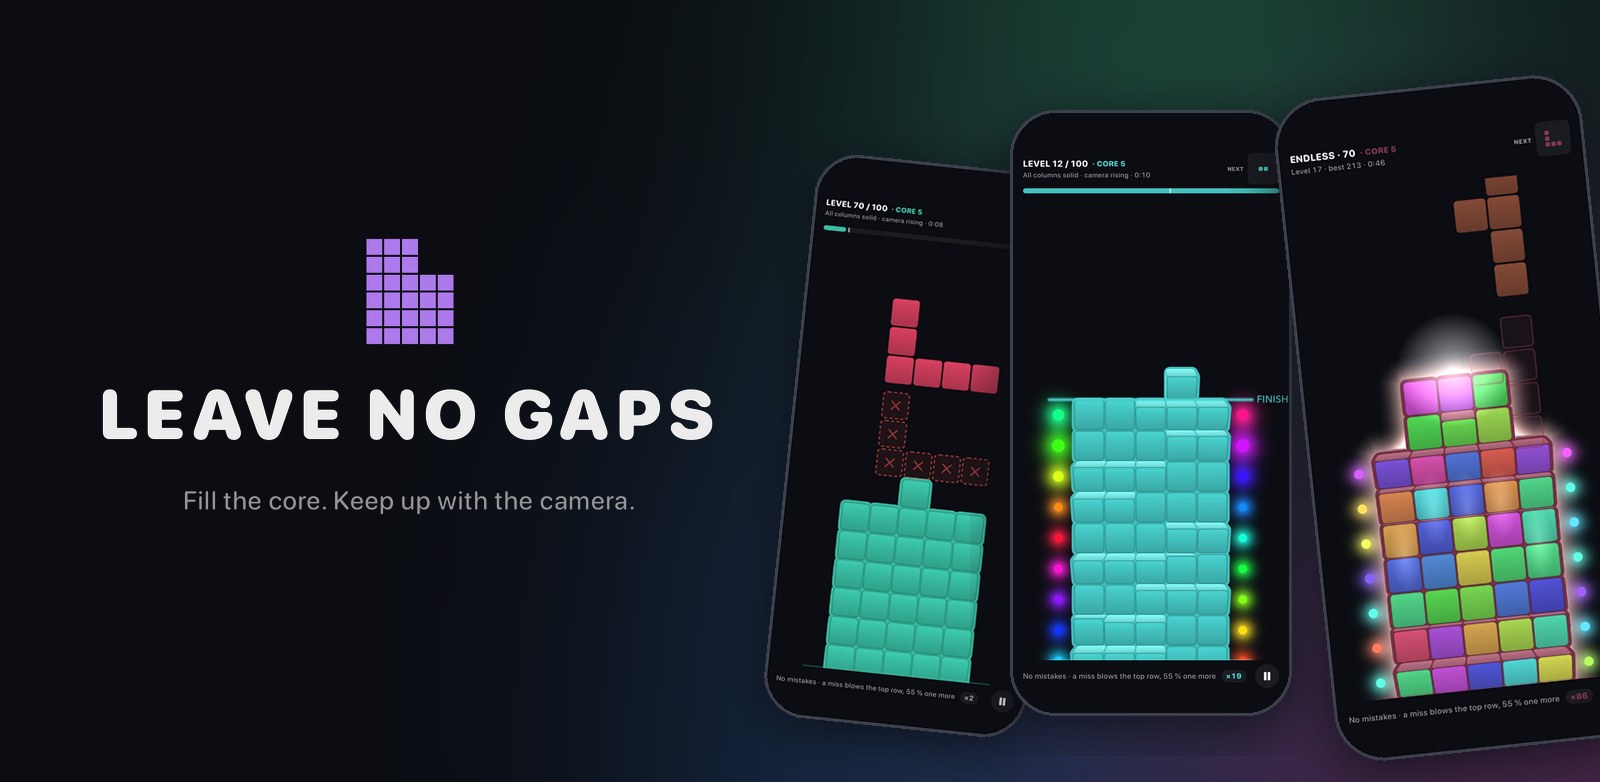 LEAVE NO GAPS
Fill the core. Keep up with the camera.
LEVEL 70 / 100 · CORE 5
All columns solid · camera rising · 0:08
No mistakes · a miss blows the top row, 55 % one more ×2
LEVEL 12 / 100 · CORE 5
All columns solid · camera rising · 0:10
NEXT
FINISH
No mistakes · a miss blows the top row, 55 % one more ×19
ENDLESS · 70 · CORE 5
Level 17 · best 213 · 0:46
NEXT
No mistakes · a miss blows the top row, 55 % one more ×86